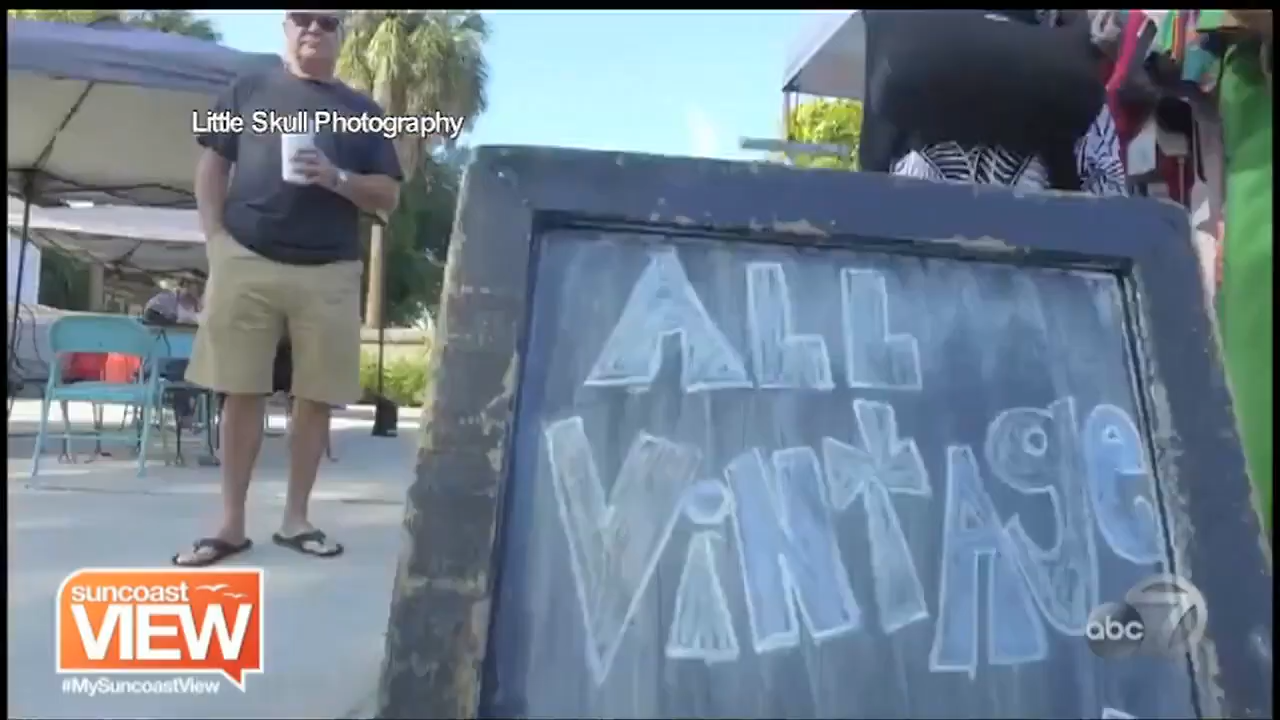 Little Skull Photography
ALL
ViNtAge
suncoast
VIEW
#MySuncoastView
abc 7